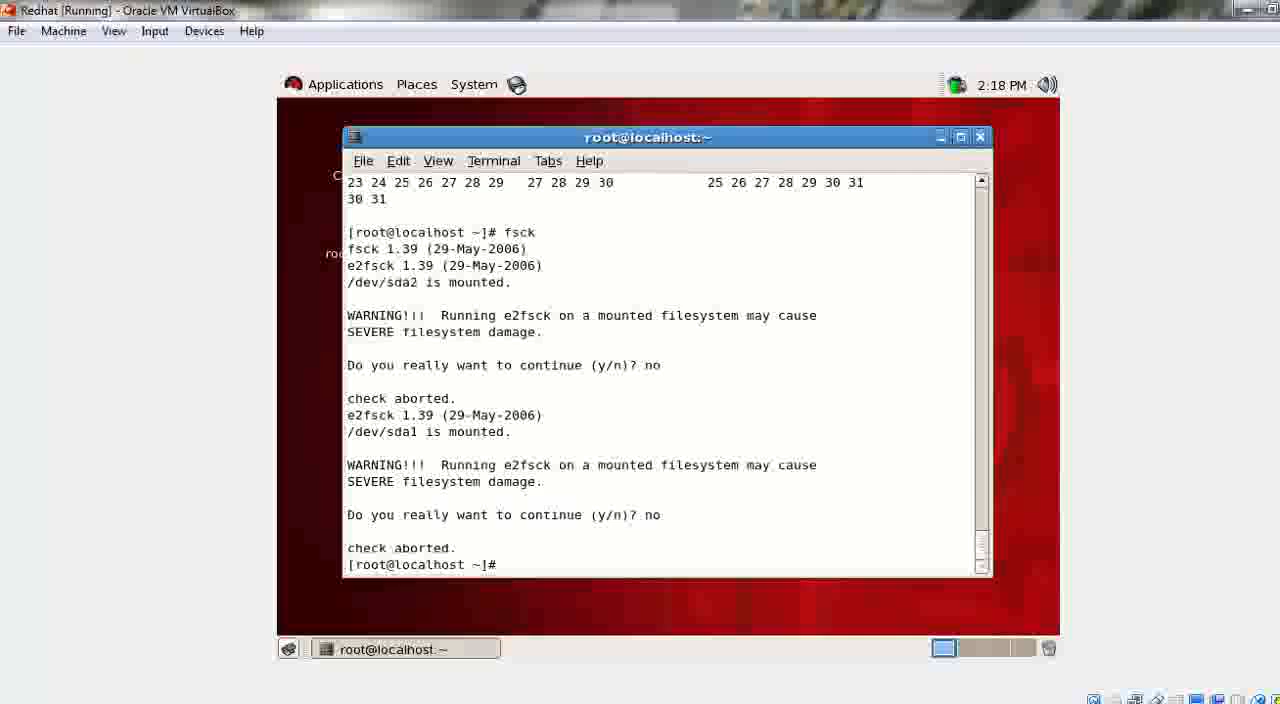 Redhat [Running] - Oracle VM VirtualBox
File Machine View Input Devices Help
Applications Places System 2:18 PM
root@localhost:~
File Edit View Terminal Tabs Help
23 24 25 26 27 28 29 27 28 29 30 25 26 27 28 29 30 31
30 31
[root@localhost ~]# fsck
fsck 1.39 (29-May-2006)
e2fsck 1.39 (29-May-2006)
/dev/sda2 is mounted.
WARNING!!! Running e2fsck on a mounted filesystem may cause
SEVERE filesystem damage.
Do you really want to continue (y/n)? no
check aborted.
e2fsck 1.39 (29-May-2006)
/dev/sda1 is mounted.
WARNING!!! Running e2fsck on a mounted filesystem may cause
SEVERE filesystem damage.
Do you really want to continue (y/n)? no
check aborted.
[root@localhost ~]#
root@localhost:~